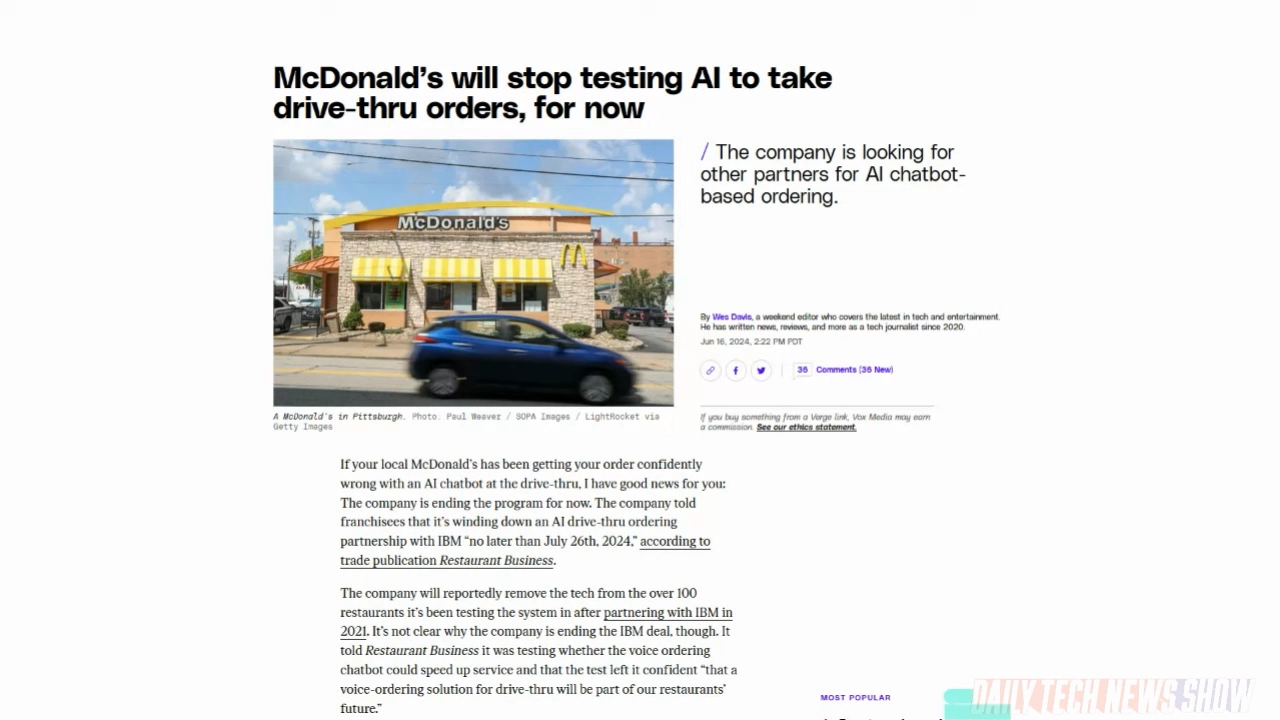 McDonald's will stop testing AI to take
drive-thru orders, for now
McDonald's
/ The company is looking for
other partners for AI chatbot-
based ordering.
By Wes Davis, a weekend editor who covers the latest in tech and entertainment.
He has written news, reviews, and more as a tech journalist since 2020.
Jun 16, 2024, 2:22 PM PDT
36 Comments (36 New)
A McDonald's in Pittsburgh. Photo. Paul Weaver / SOPA Images / LightRocket via
Getty Images
If you buy something from a Verge link, Vox Media may earn
a commission. See our ethics statement.
If your local McDonald's has been getting your order confidently
wrong with an AI chatbot at the drive-thru, I have good news for you:
The company is ending the program for now. The company told
franchisees that it's winding down an AI drive-thru ordering
partnership with IBM “no later than July 26th, 2024,” according to
trade publication Restaurant Business.
The company will reportedly remove the tech from the over 100
restaurants it's been testing the system in after partnering with IBM in
2021. It's not clear why the company is ending the IBM deal, though. It
told Restaurant Business it was testing whether the voice ordering
chatbot could speed up service and that the test left it confident “that a
voice-ordering solution for drive-thru will be part of our restaurants'
future.”
MOST POPULAR
DAILY TECH NEWS SHOW